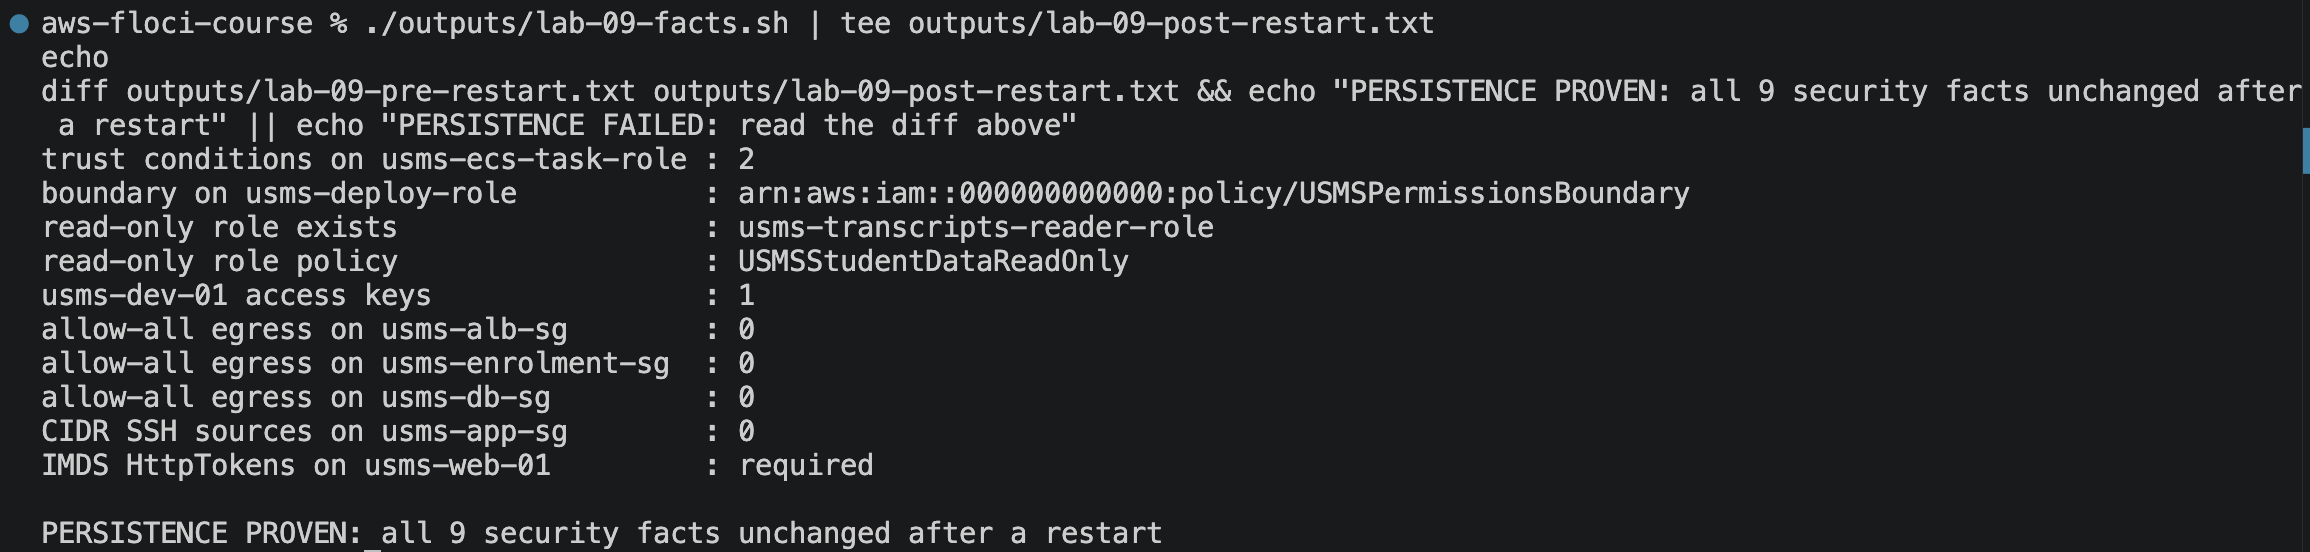 aws-floci-course % ./outputs/lab-09-facts.sh | tee outputs/lab-09-post-restart.txt
echo
diff outputs/lab-09-pre-restart.txt outputs/lab-09-post-restart.txt && echo "PERSISTENCE PROVEN: all 9 security facts unchanged after
 a restart" || echo "PERSISTENCE FAILED: read the diff above"
trust conditions on usms-ecs-task-role : 2
boundary on usms-deploy-role           : arn:aws:iam::000000000000:policy/USMSPermissionsBoundary
read-only role exists                  : usms-transcripts-reader-role
read-only role policy                  : USMSStudentDataReadOnly
usms-dev-01 access keys                : 1
allow-all egress on usms-alb-sg        : 0
allow-all egress on usms-enrolment-sg  : 0
allow-all egress on usms-db-sg         : 0
CIDR SSH sources on usms-app-sg        : 0
IMDS HttpTokens on usms-web-01         : required
PERSISTENCE PROVEN: all 9 security facts unchanged after a restart